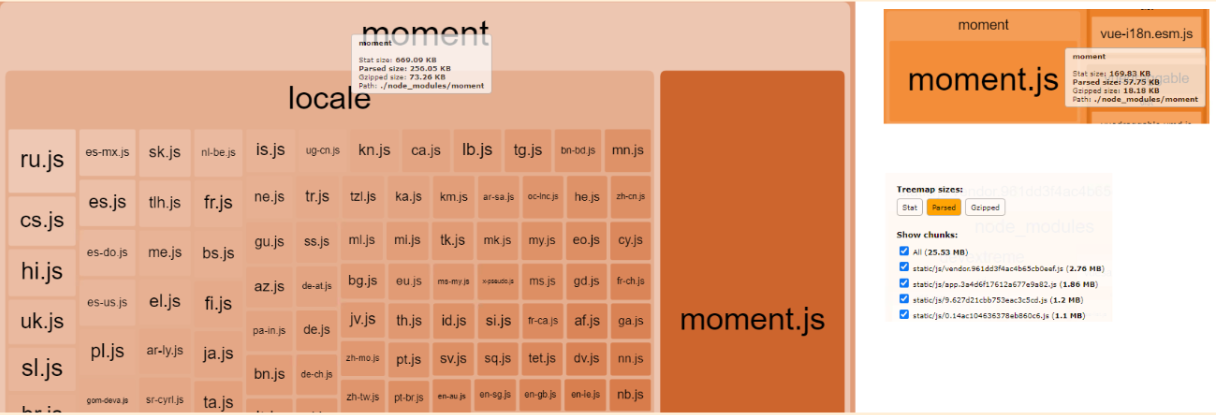 moment
moment
Stat size: 669.09 KB
Parsed size: 256.05 KB
Gzipped size: 73.26 KB
Path: ./node_modules/moment
locale
ru.js
es-mx.js
sk.js
nl-be.js
is.js
ug-cn.js
kn.js
ca.js
lb.js
tg.js
bn-bd.js
mn.js
es.js
tlh.js
fr.js
ne.js
tr.js
tzl.js
ka.js
km.js
ar-sa.js
oc-lnc.js
he.js
zh-cn.js
cs.js
gu.js
ss.js
ml.js
mi.js
tk.js
mk.js
my.js
eo.js
cy.js
es-do.js
me.js
bs.js
hi.js
az.js
de-at.js
bg.js
eu.js
ms-my.js
x-pseudo.js
ms.js
gd.js
fr-ch.js
es-us.js
el.js
fi.js
uk.js
pa-in.js
de.js
jv.js
th.js
id.js
si.js
fr-ca.js
af.js
ga.js
pl.js
ar-ly.js
ja.js
sl.js
bn.js
de-ch.js
zh-mo.js
pt.js
sv.js
sq.js
tet.js
dv.js
nn.js
gom-deva.js
sr-cyrl.js
ta.js
zh-tw.js
pt-br.js
en-au.js
en-sg.js
en-gb.js
en-ie.js
nb.js
moment.js
moment
vue-i18n.esm.js
moment.js
moment
Stat size: 169.83 KB
Parsed size: 57.75 KB
Gzipped size: 18.18 KB
Path: ./node_modules/moment
Treemap sizes:
Stat Parsed Gzipped
node_modules
Show chunks:
All (25.53 MB)
static/js/vendor.961dd3f4ac4b65cb0eef.js (2.76 MB)
static/js/app.3a4d6f17612a677e9a82.js (1.86 MB)
static/js/9.627d21cbb753eac3c5cd.js (1.2 MB)
static/js/0.14ac104636378eb860c6.js (1.1 MB)